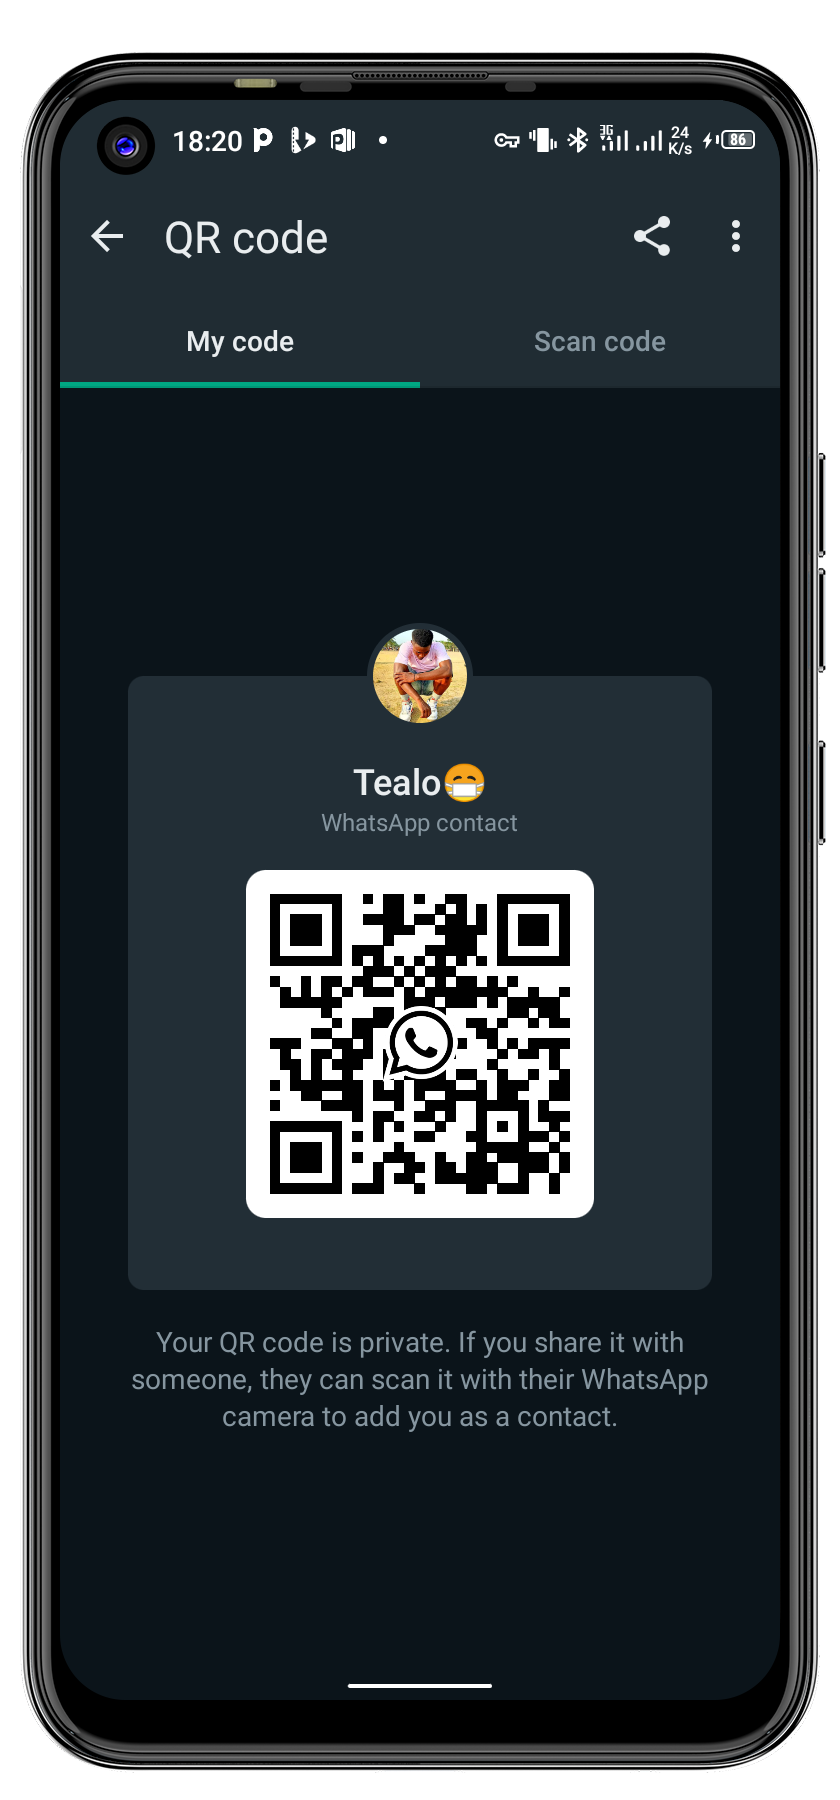 18:20 3G 24 K/s 86
QR code
My code Scan code
Tealo😷
WhatsApp contact
Your QR code is private. If you share it with
someone, they can scan it with their WhatsApp
camera to add you as a contact.